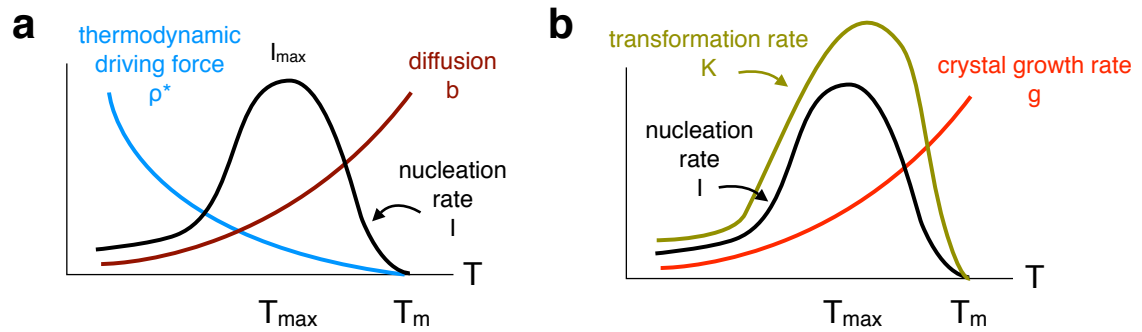 a
thermodynamic
driving force
ρ*
Imax
diffusion
b
nucleation
rate
I
T
Tmax
Tm
b
transformation rate
K
crystal growth rate
g
nucleation
rate
I
T
Tmax
Tm